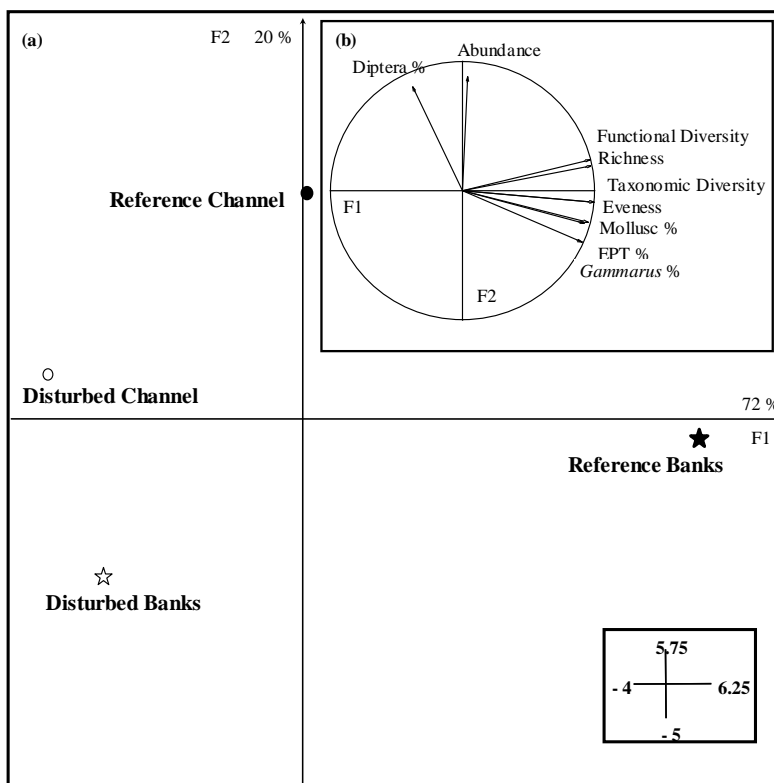 (a)
F2 20 %
(b)
Abundance
Diptera %
Functional Diversity
Richness
Taxonomic Diversity
Eveness
Mollusc %
EPT %
Gammarus %
F1
F2
Reference Channel
Disturbed Channel
72 %
F1
Reference Banks
Disturbed Banks
5.75
- 4 6.25
- 5